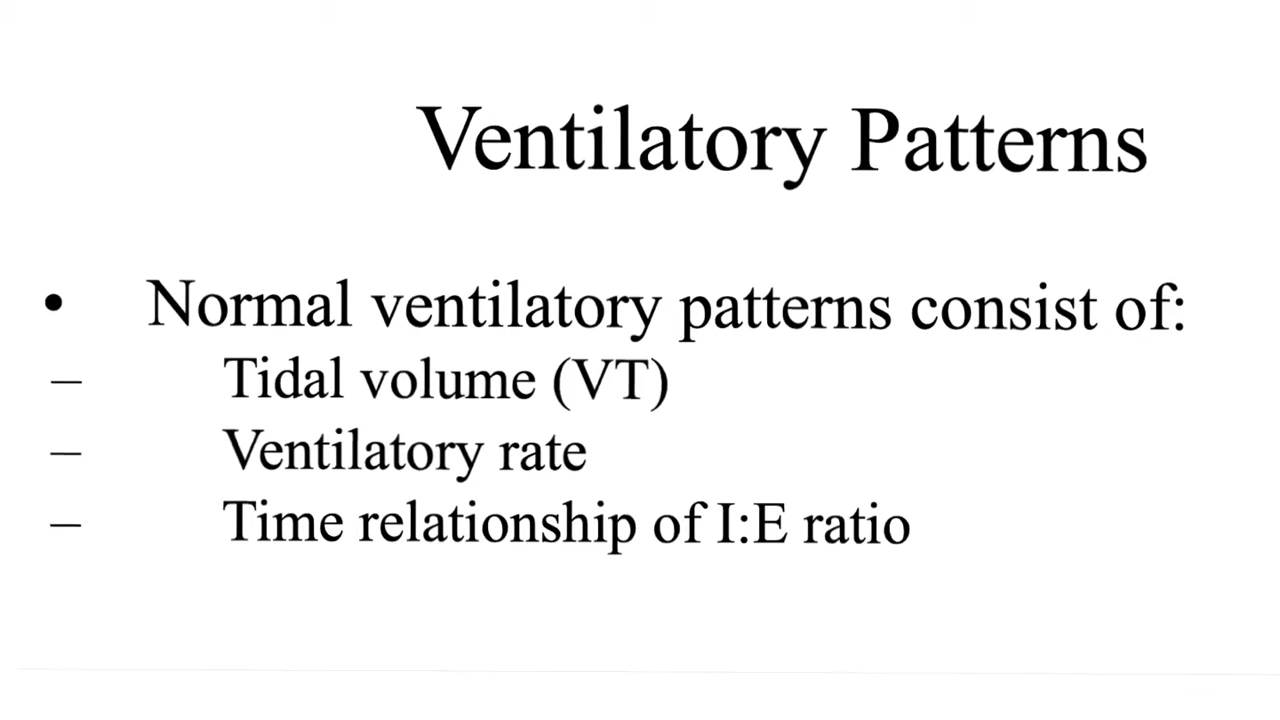 Ventilatory Patterns
• Normal ventilatory patterns consist of:
– Tidal volume (VT)
– Ventilatory rate
– Time relationship of I:E ratio